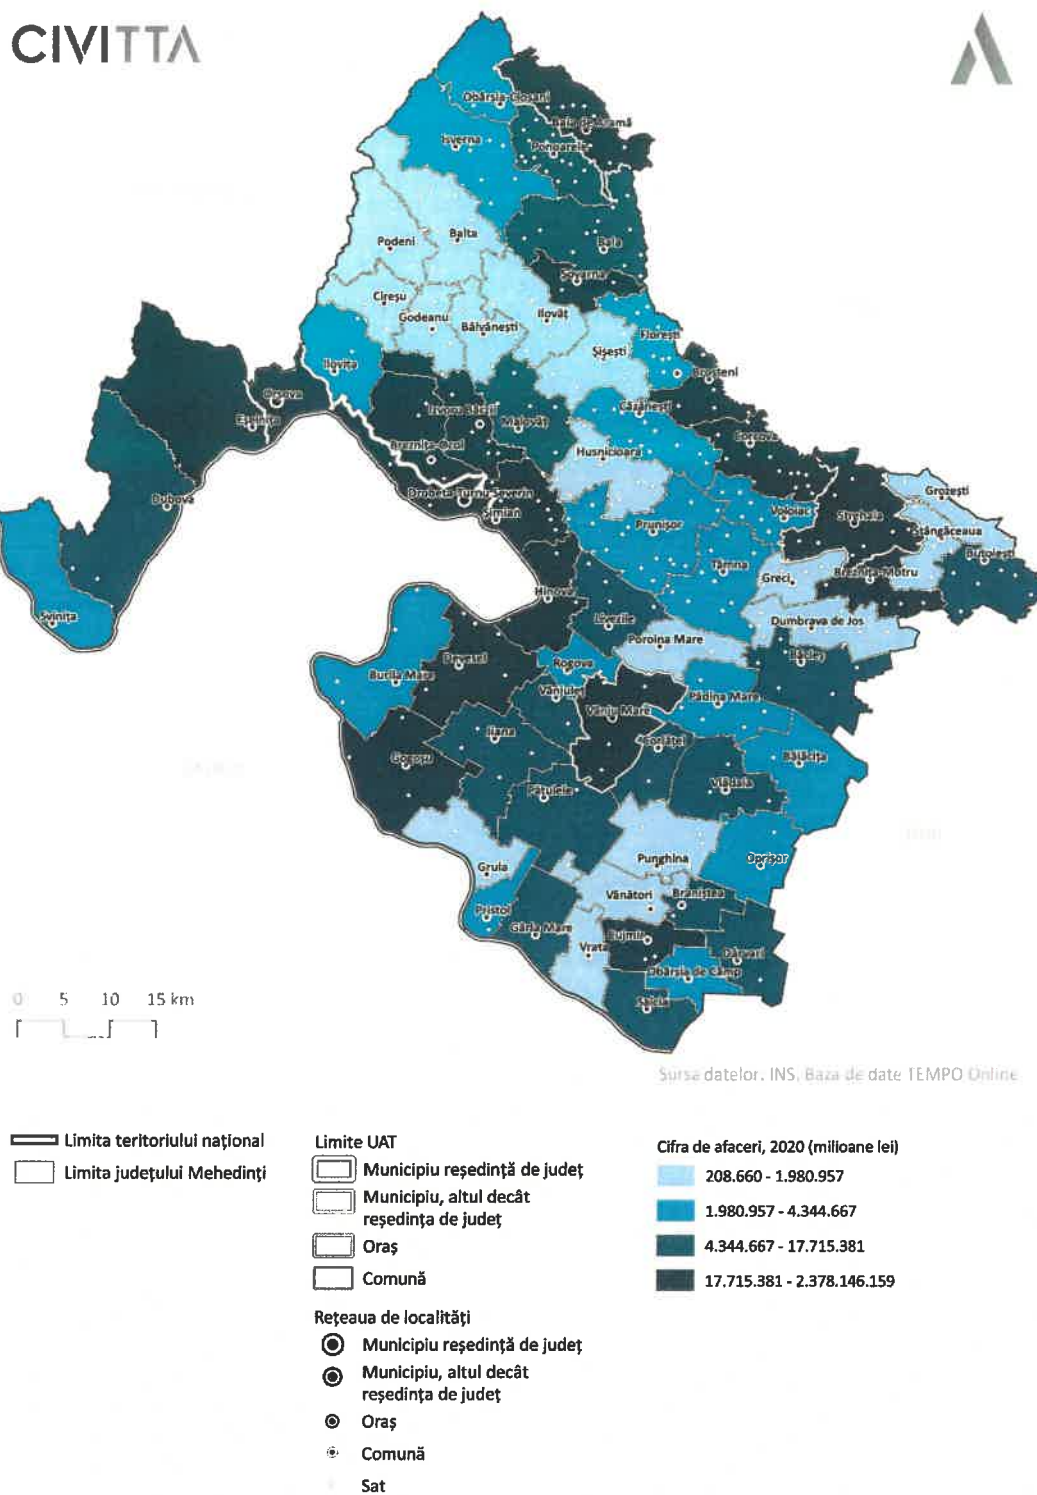 CIVITTA
Obârșia-Cloșani
Baia de Aramă
Isverna
Ponoarele
Podeni
Balta
Bala
Șovarna
Cireșu
Godeanu
Bâlvănești
Ilovăț
Florești
Șișești
Ilovița
Broșteni
Orșova
Eșelnița
Izvoru Bârzii
Malovăț
Căzănești
Corcova
Breznița-Ocol
Husnicioara
Dubova
Drobeta-Turnu Severin
Șimian
Prunișor
Voloiac
Strehaia
Grozești
Stângăceaua
Butoiești
Tâmna
Greci
Breznița-Motru
Svinița
Hinova
Livezile
Dumbrava de Jos
Poroina Mare
Bâcleș
Devesel
Rogova
Burila Mare
Vânjuleț
Pădina Mare
Vânju Mare
Jiana
Corlățel
Bălăcița
Gogoșu
Pătulele
Vlădaia
Gruia
Punghina
Oprișor
Vânători
Braniștea
Pristol
Gârla Mare
Vrata
Bujmir
Dârvari
Obârșia de Câmp
Salcia
0 5 10 15 km
Sursa datelor: INS, Baza de date TEMPO Online
Limita teritoriului național
Limita județului Mehedinți
Limite UAT
Municipiu reședință de județ
Municipiu, altul decât
reședința de județ
Oraș
Comună
Rețeaua de localități
Municipiu reședință de județ
Municipiu, altul decât
reședința de județ
Oraș
Comună
Sat
Cifra de afaceri, 2020 (milioane lei)
208.660 - 1.980.957
1.980.957 - 4.344.667
4.344.667 - 17.715.381
17.715.381 - 2.378.146.159